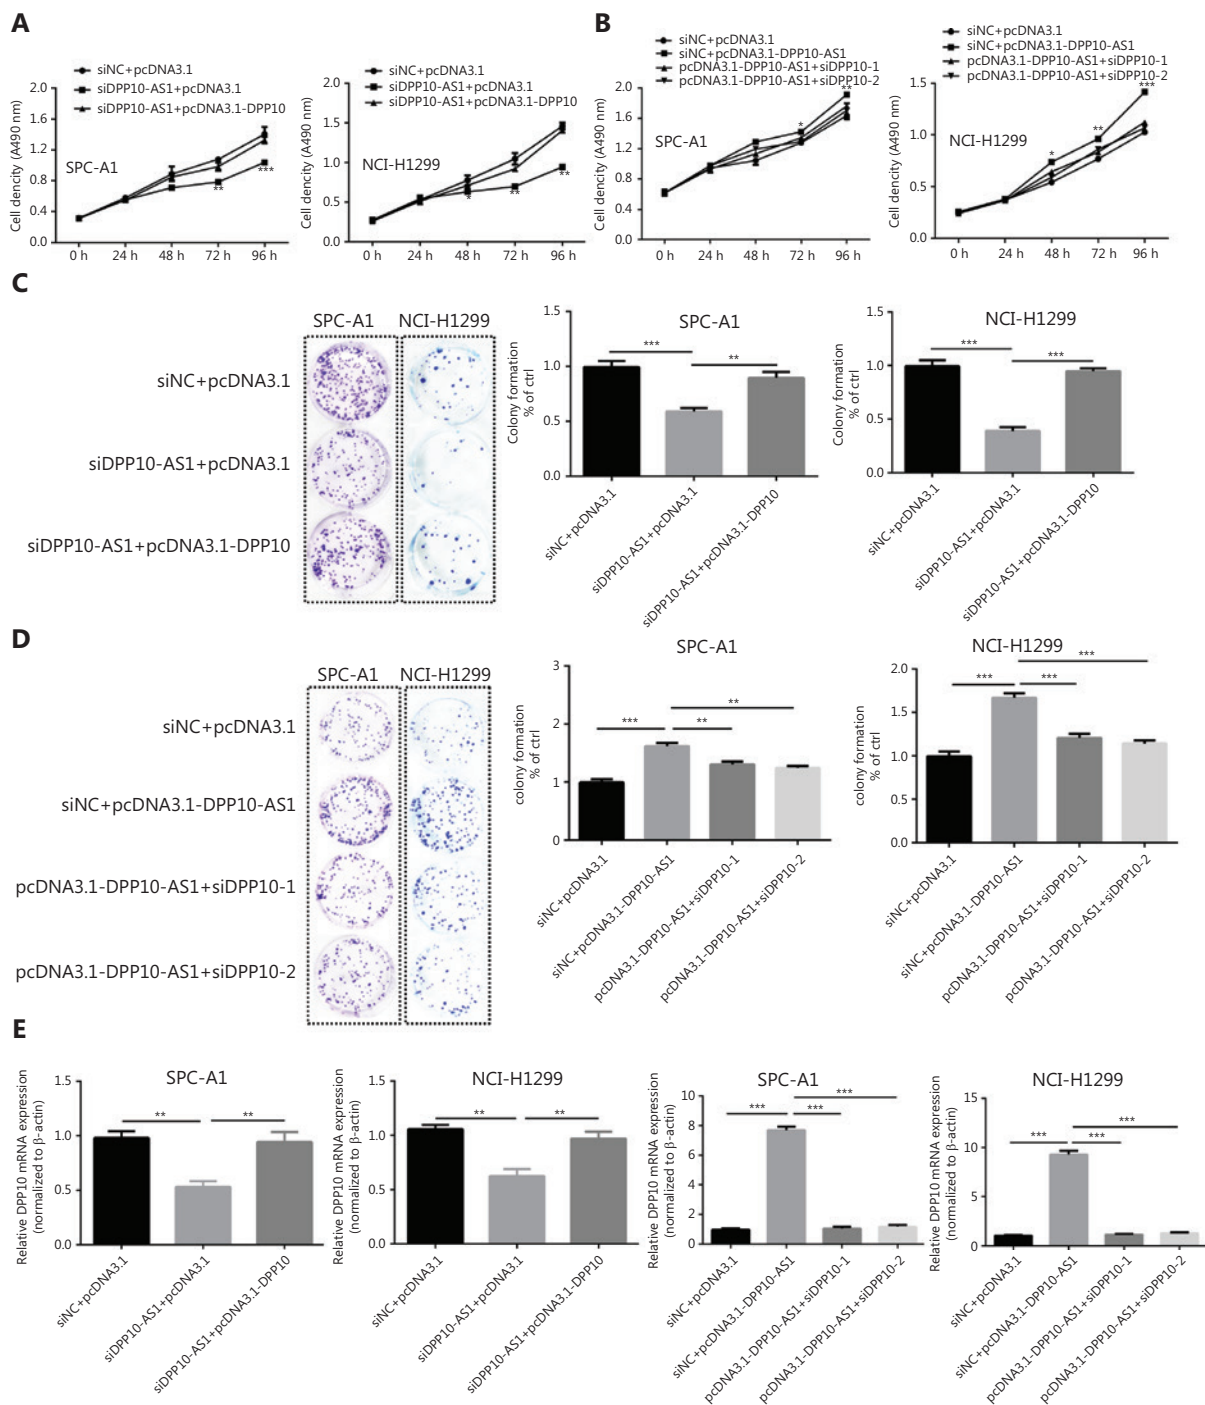 A
siNC+pcDNA3.1
siDPP10-AS1+pcDNA3.1
siDPP10-AS1+pcDNA3.1-DPP10
Cell dencity (A490 nm)
2.0
1.6
1.2
0.8
0.4
0.0
SPC-A1
**
***
0 h 24 h 48 h 72 h 96 h
siNC+pcDNA3.1
siDPP10-AS1+pcDNA3.1
siDPP10-AS1+pcDNA3.1-DPP10
Cell dencity (A490 nm)
2.0
1.6
1.2
0.8
0.4
0.0
NCI-H1299
*
**
**
0 h 24 h 48 h 72 h 96 h
B
siNC+pcDNA3.1
siNC+pcDNA3.1-DPP10-AS1
pcDNA3.1-DPP10-AS1+siDPP10-1
pcDNA3.1-DPP10-AS1+siDPP10-2
Cell dencity (A490 nm)
2.0
1.6
1.2
0.8
0.4
0.0
SPC-A1
*
**
0 h 24 h 48 h 72 h 96 h
siNC+pcDNA3.1
siNC+pcDNA3.1-DPP10-AS1
pcDNA3.1-DPP10-AS1+siDPP10-1
pcDNA3.1-DPP10-AS1+siDPP10-2
Cell dencity (A490 nm)
1.5
1.0
0.5
0.0
NCI-H1299
*
**
***
0 h 24 h 48 h 72 h 96 h
C
SPC-A1 NCI-H1299
siNC+pcDNA3.1
siDPP10-AS1+pcDNA3.1
siDPP10-AS1+pcDNA3.1-DPP10
SPC-A1
Colony formation
% of ctrl
1.5
1.0
0.5
0.0
*** **
siNC+pcDNA3.1
siDPP10-AS1+pcDNA3.1
siDPP10-AS1+pcDNA3.1-DPP10
NCI-H1299
Colony formation
% of ctrl
1.5
1.0
0.5
0.0
*** ***
siNC+pcDNA3.1
siDPP10-AS1+pcDNA3.1
siDPP10-AS1+pcDNA3.1-DPP10
D
SPC-A1 NCI-H1299
siNC+pcDNA3.1
siNC+pcDNA3.1-DPP10-AS1
pcDNA3.1-DPP10-AS1+siDPP10-1
pcDNA3.1-DPP10-AS1+siDPP10-2
SPC-A1
colony formation
% of ctrl
3
2
1
0
**
*** **
siNC+pcDNA3.1
siNC+pcDNA3.1-DPP10-AS1
pcDNA3.1-DPP10-AS1+siDPP10-1
pcDNA3.1-DPP10-AS1+siDPP10-2
NCI-H1299
colony formation
% of ctrl
2.0
1.5
1.0
0.5
0.0
***
*** ***
siNC+pcDNA3.1
siNC+pcDNA3.1-DPP10-AS1
pcDNA3.1-DPP10-AS1+siDPP10-1
pcDNA3.1-DPP10-AS1+siDPP10-2
E
SPC-A1
Relative DPP10 mRNA expression
(normalized to β-actin)
1.5
1.0
0.5
0.0
** **
siNC+pcDNA3.1
siDPP10-AS1+pcDNA3.1
siDPP10-AS1+pcDNA3.1-DPP10
NCI-H1299
Relative DPP10 mRNA expression
(normalized to β-actin)
1.5
1.0
0.5
0.0
** **
siNC+pcDNA3.1
siDPP10-AS1+pcDNA3.1
siDPP10-AS1+pcDNA3.1-DPP10
SPC-A1
Relative DPP10 mRNA expression
(normalized to β-actin)
10
8
6
4
2
0
***
*** ***
siNC+pcDNA3.1
siNC+pcDNA3.1-DPP10-AS1
pcDNA3.1-DPP10-AS1+siDPP10-1
pcDNA3.1-DPP10-AS1+siDPP10-2
NCI-H1299
Relative DPP10 mRNA expression
(normalized to β-actin)
15
10
5
0
***
*** ***
siNC+pcDNA3.1
siNC+pcDNA3.1-DPP10-AS1
pcDNA3.1-DPP10-AS1+siDPP10-1
pcDNA3.1-DPP10-AS1+siDPP10-2